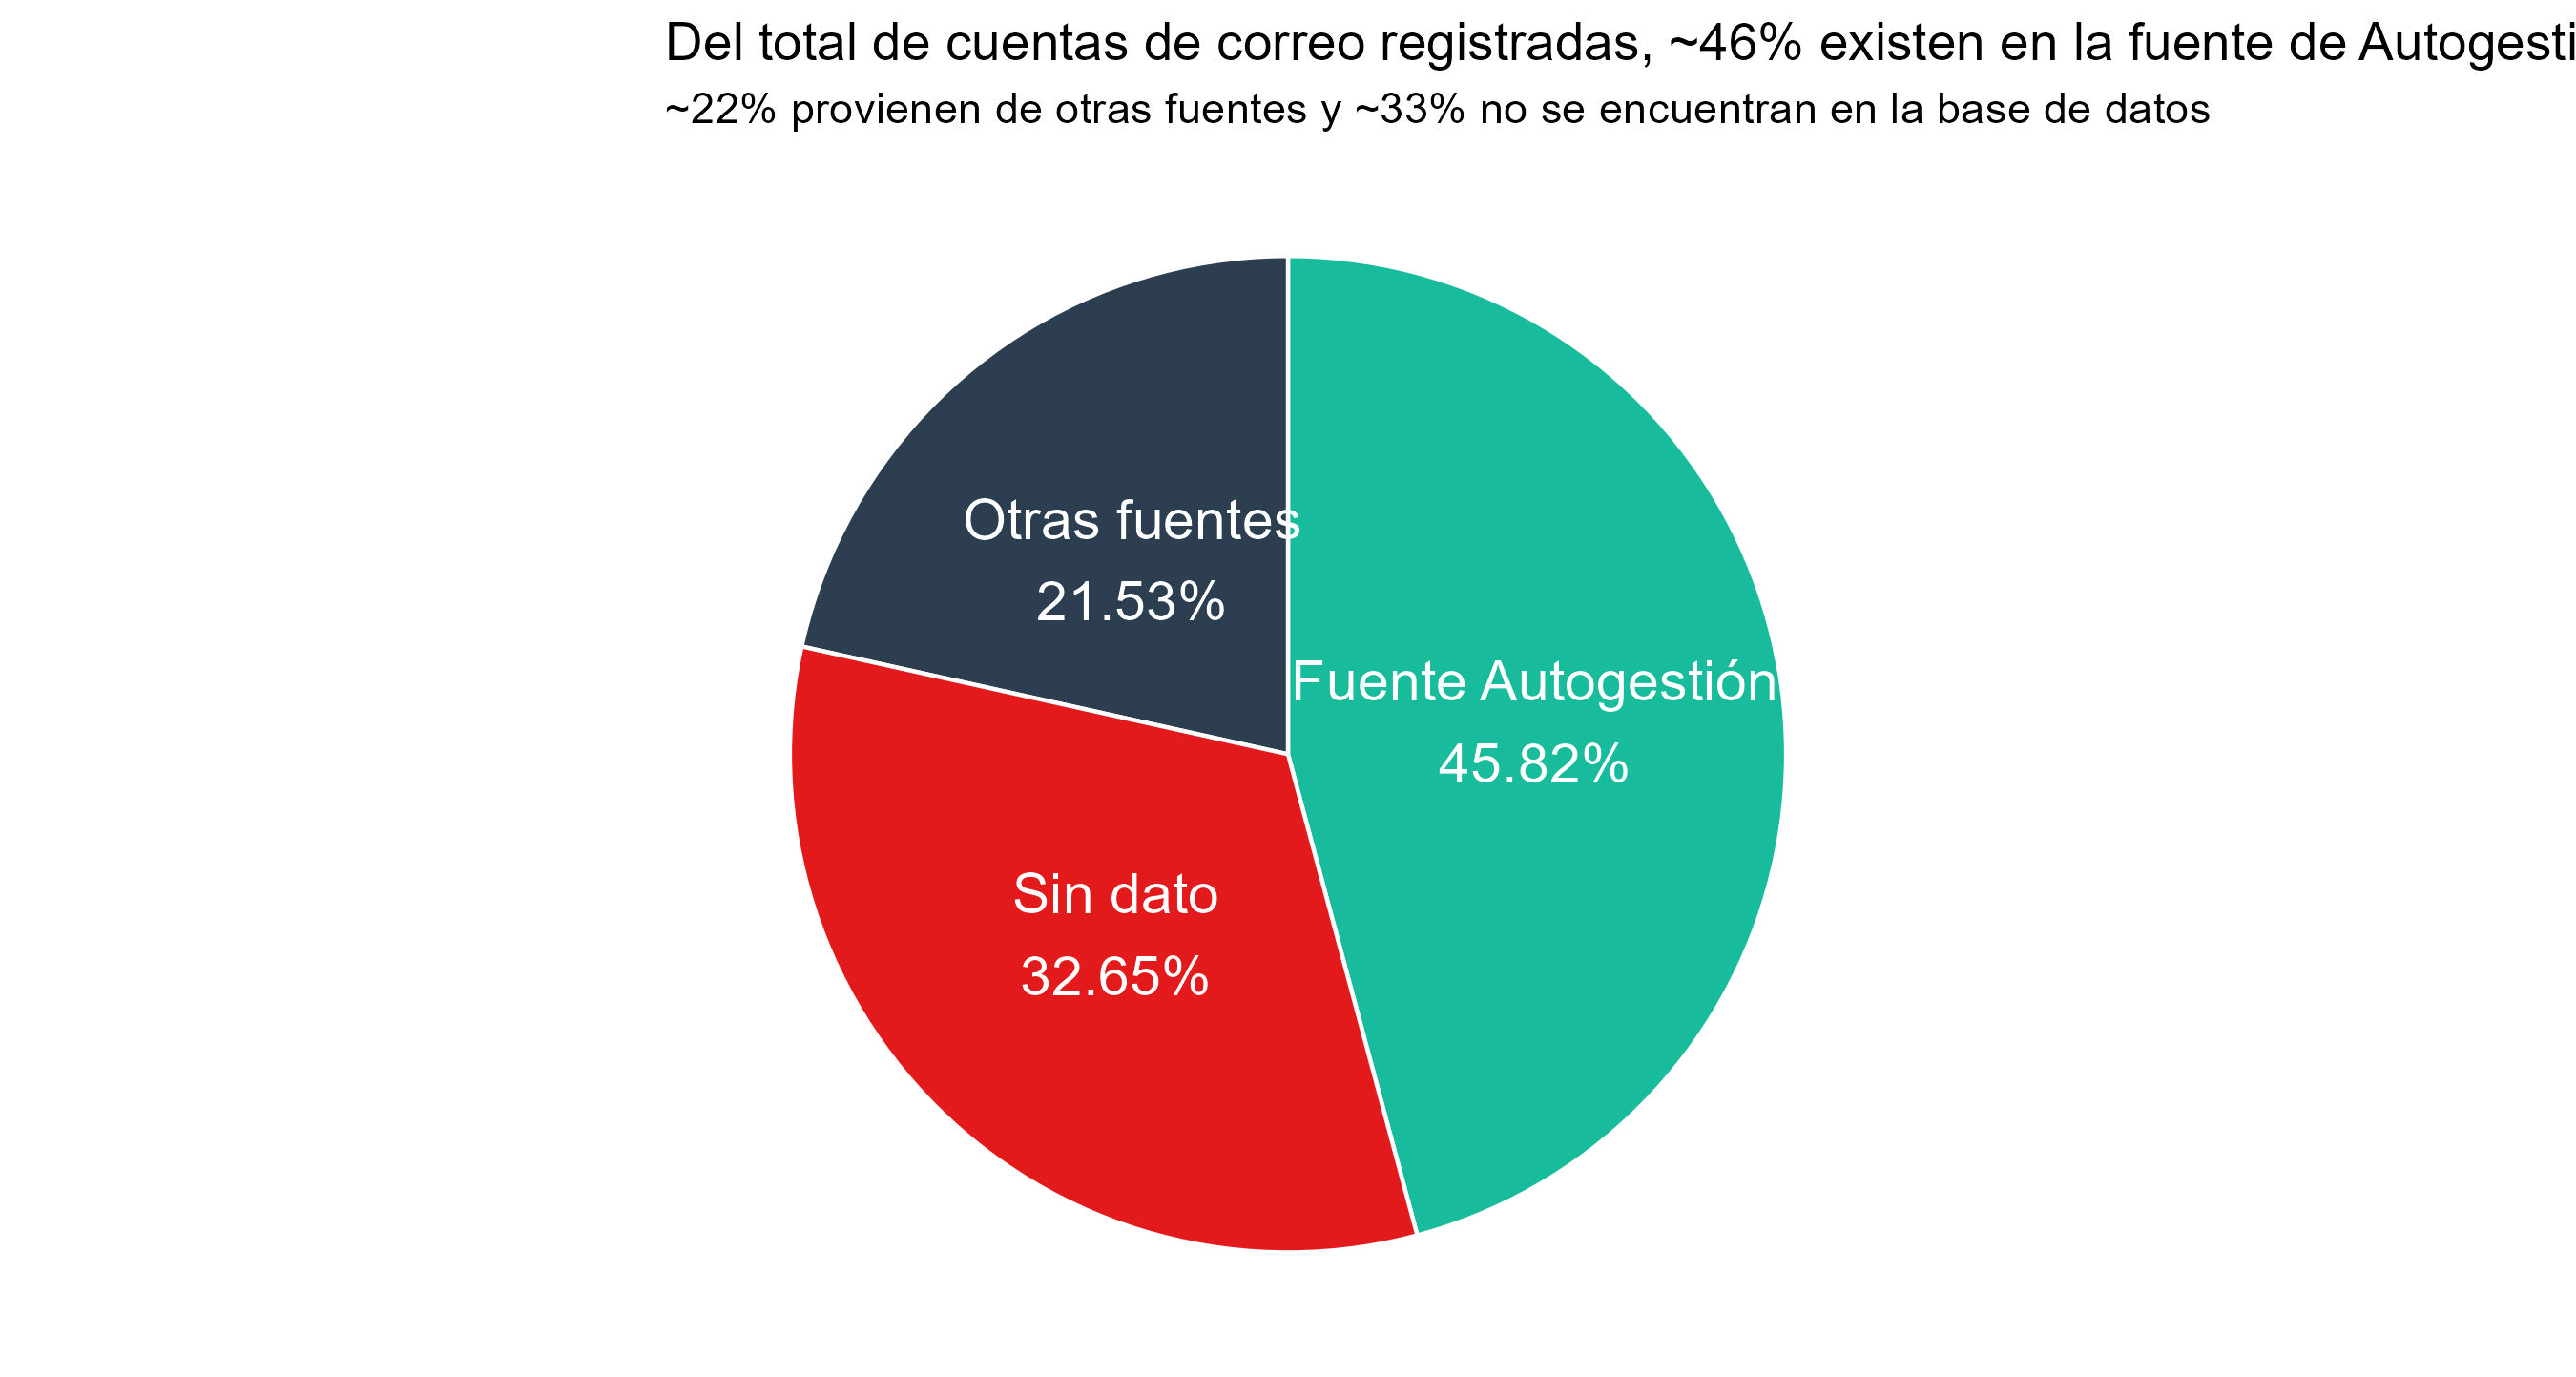 Del total de cuentas de correo registradas, ~46% existen en la fuente de Autogesti
~22% provienen de otras fuentes y ~33% no se encuentran en la base de datos
Otras fuentes
21.53%
Fuente Autogestión
45.82%
Sin dato
32.65%